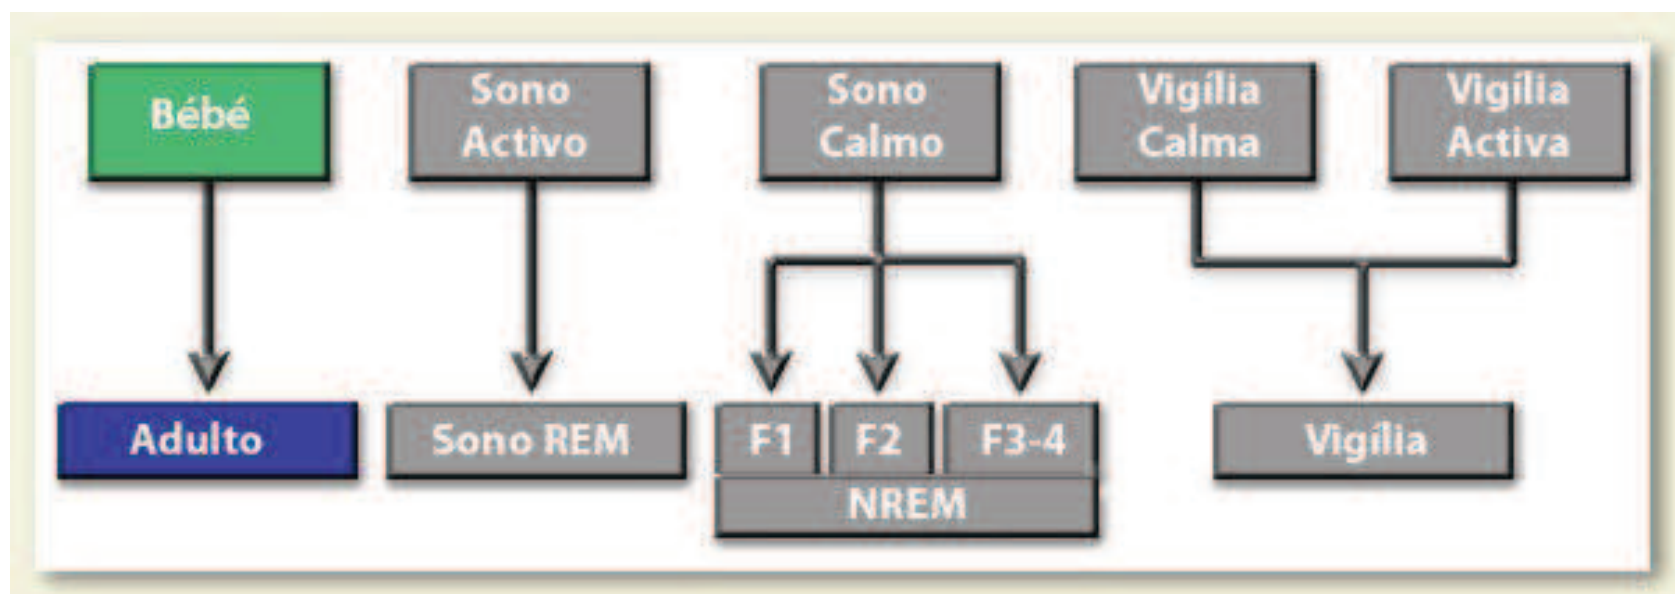 Bébé
Sono
Activo
Sono
Calmo
Vigília
Calma
Vigília
Activa
Adulto
Sono REM
F1
F2
F3-4
NREM
Vigília